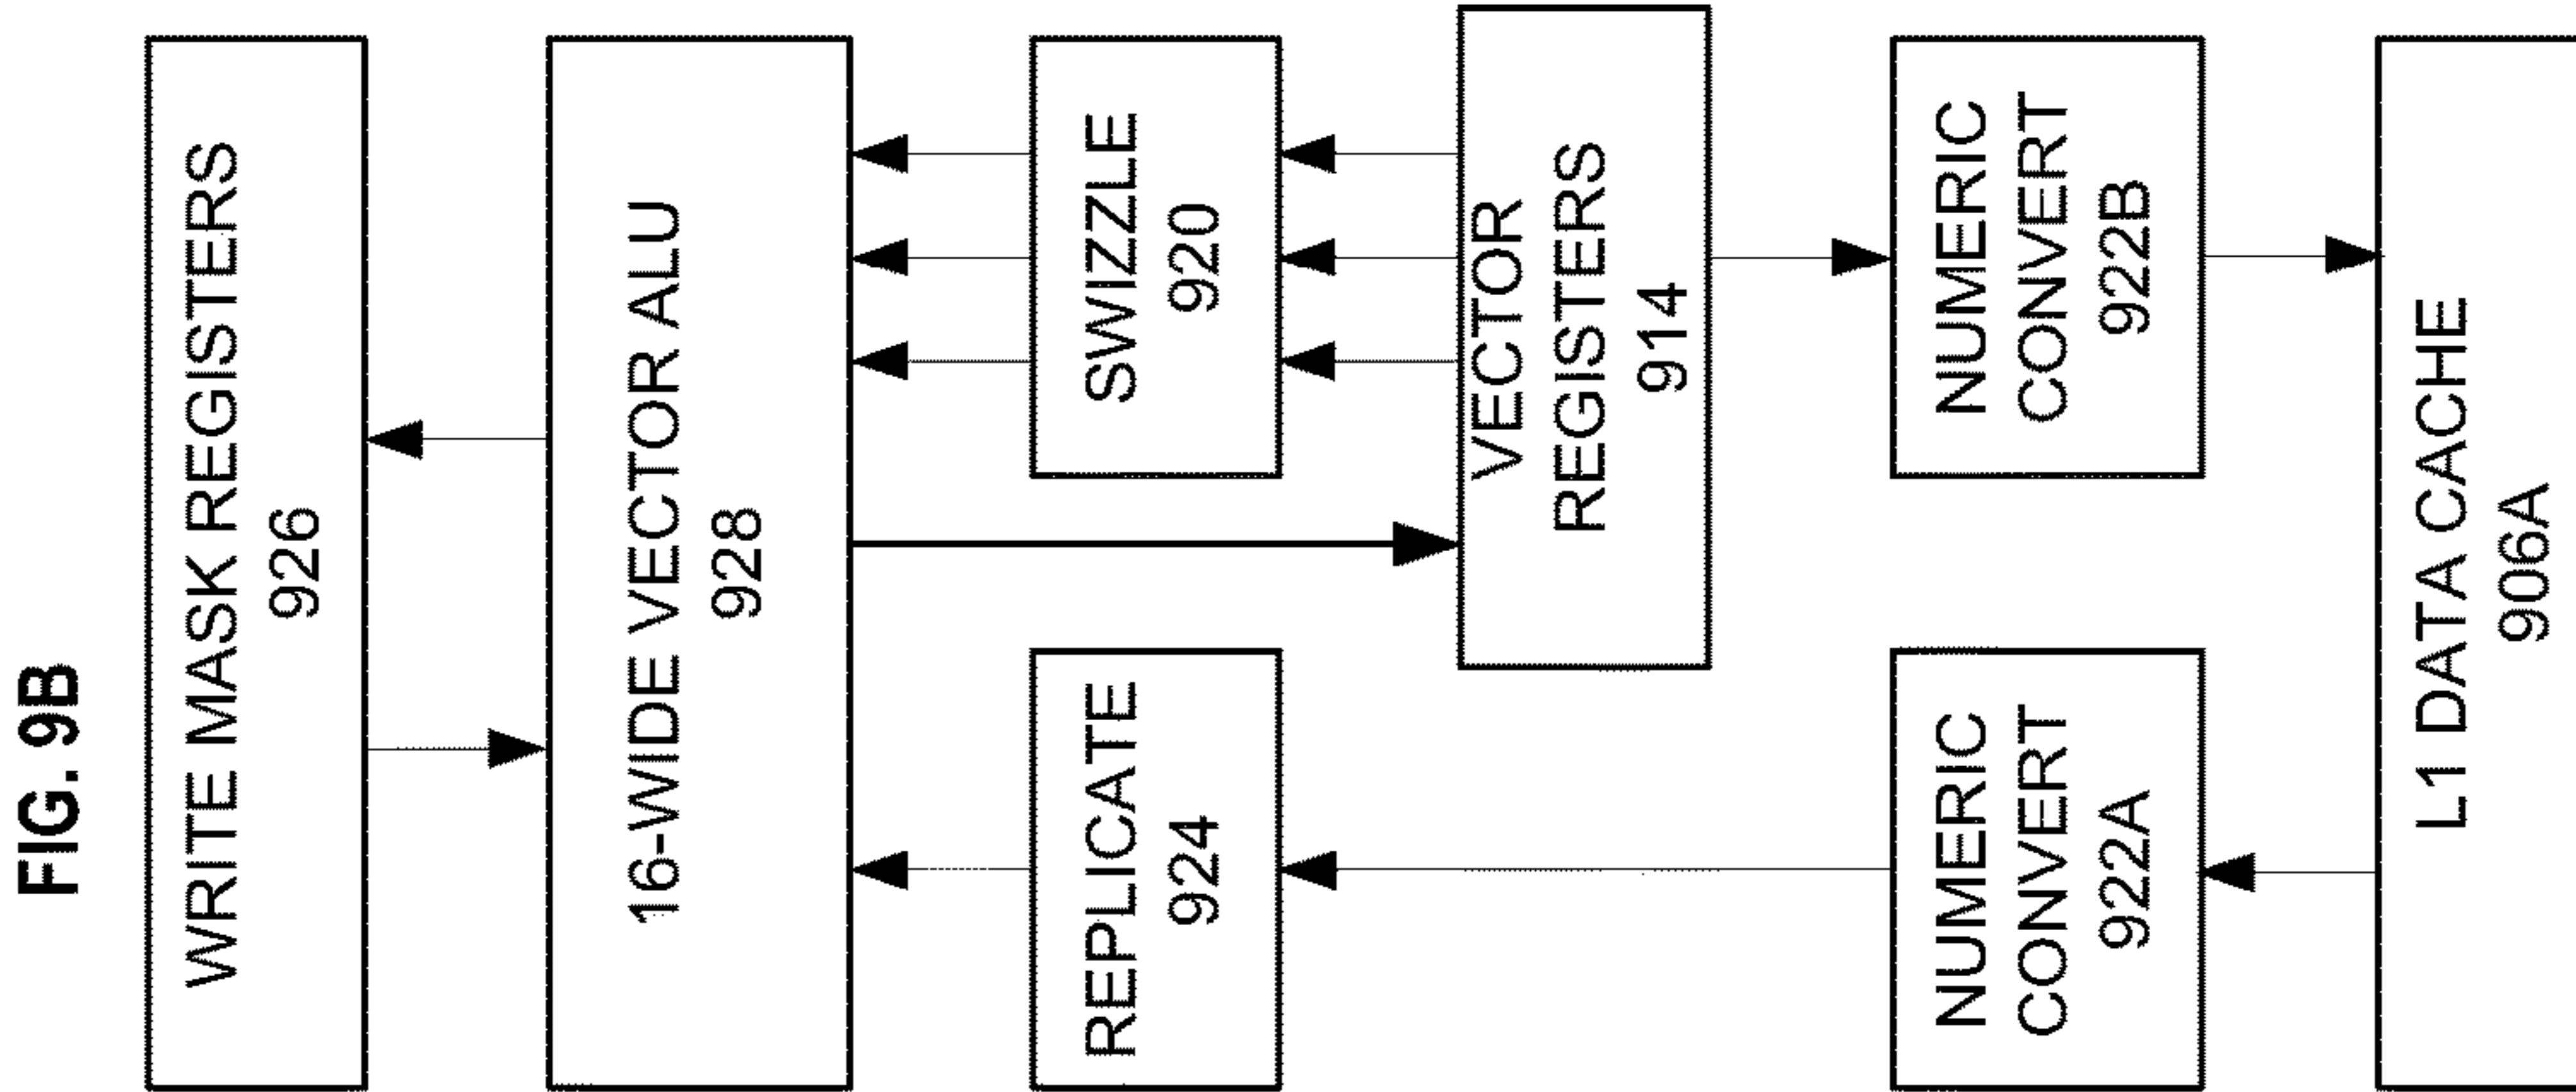 FIG. 9B
WRITE MASK REGISTERS
926
16-WIDE VECTOR ALU
928
REPLICATE
924
SWIZZLE
920
VECTOR
REGISTERS
914
NUMERIC
CONVERT
922A
NUMERIC
CONVERT
922B
L1 DATA CACHE
906A